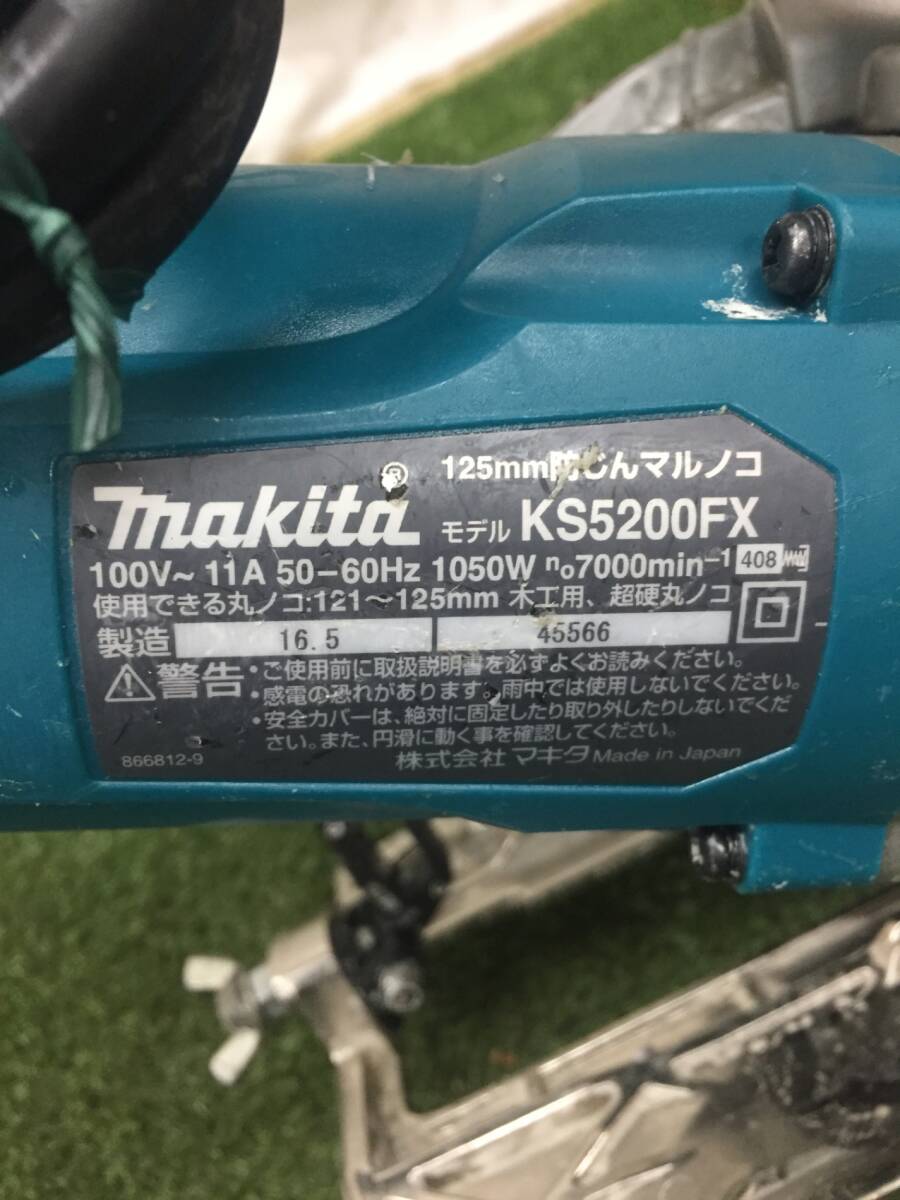 makita®
125mm防じんマルノコ
モデル KS5200FX
100V~ 11A 50-60Hz 1050W no7000min-1 408
使用できる丸ノコ:121~125mm 木工用、超硬丸ノコ
製造 16.5 45566
警告
・ご使用前に取扱説明書を必ずよくお読みください。
・感電の恐れがあります。雨中では使用しないでください。
・安全カバーは、絶対に固定したり取り外したりしないでくだ
さい。また、円滑に動く事を確認してください。
866812-9 株式会社 マキタ Made in Japan